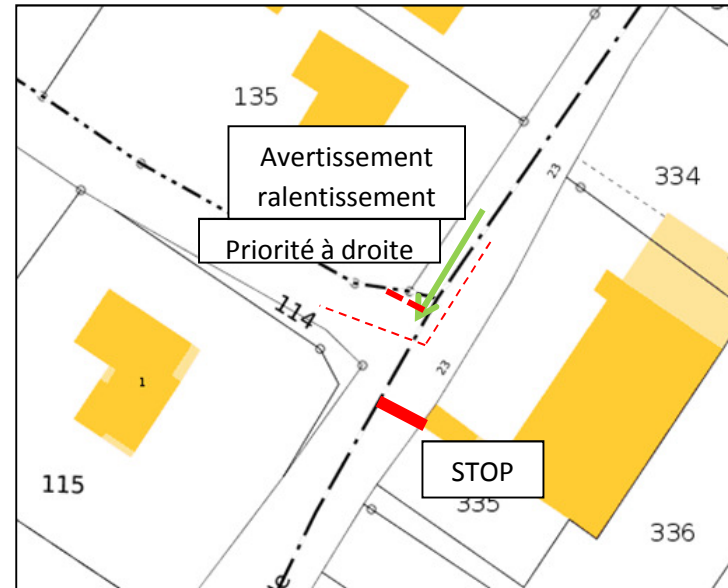 135
23
334
Avertissement
ralentissement
Priorité à droite
114
23
1
STOP
115
335
336